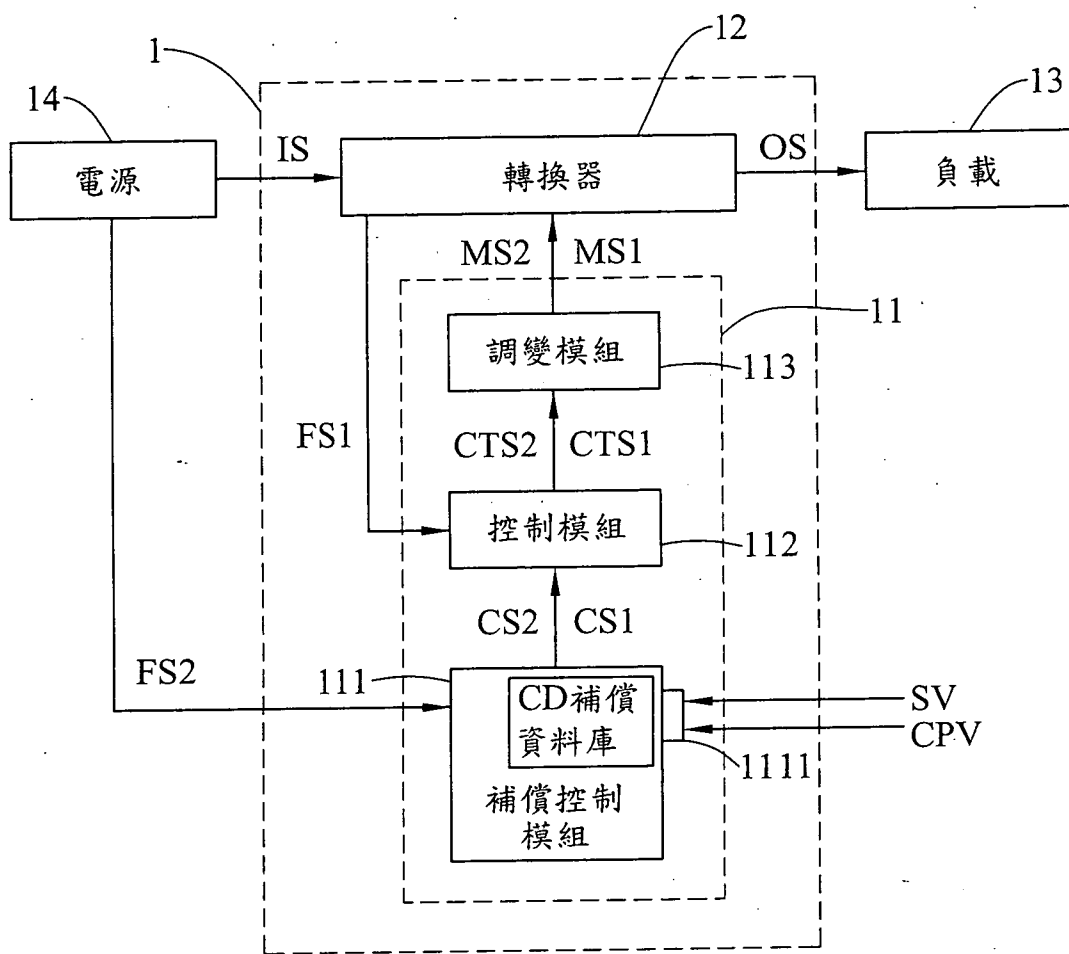 12
1
14
13
電源
IS
轉換器
OS
負載
MS2
MS1
11
調變模組
113
FS1
CTS2
CTS1
控制模組
112
CS2
CS1
FS2
111
CD補償
資料庫
SV
CPV
1111
補償控制
模組